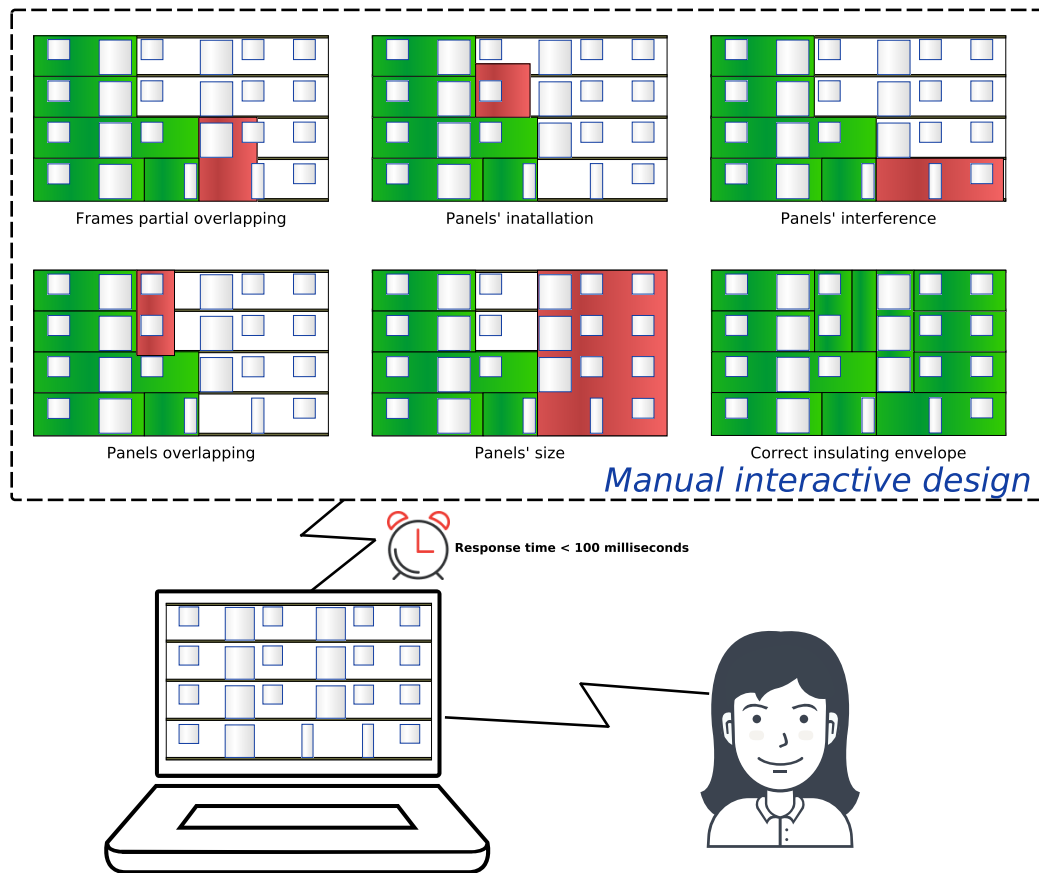 Frames partial overlapping
Panels' inatallation
Panels' interference
Panels overlapping
Panels' size
Correct insulating envelope
Manual interactive design
Response time < 100 milliseconds